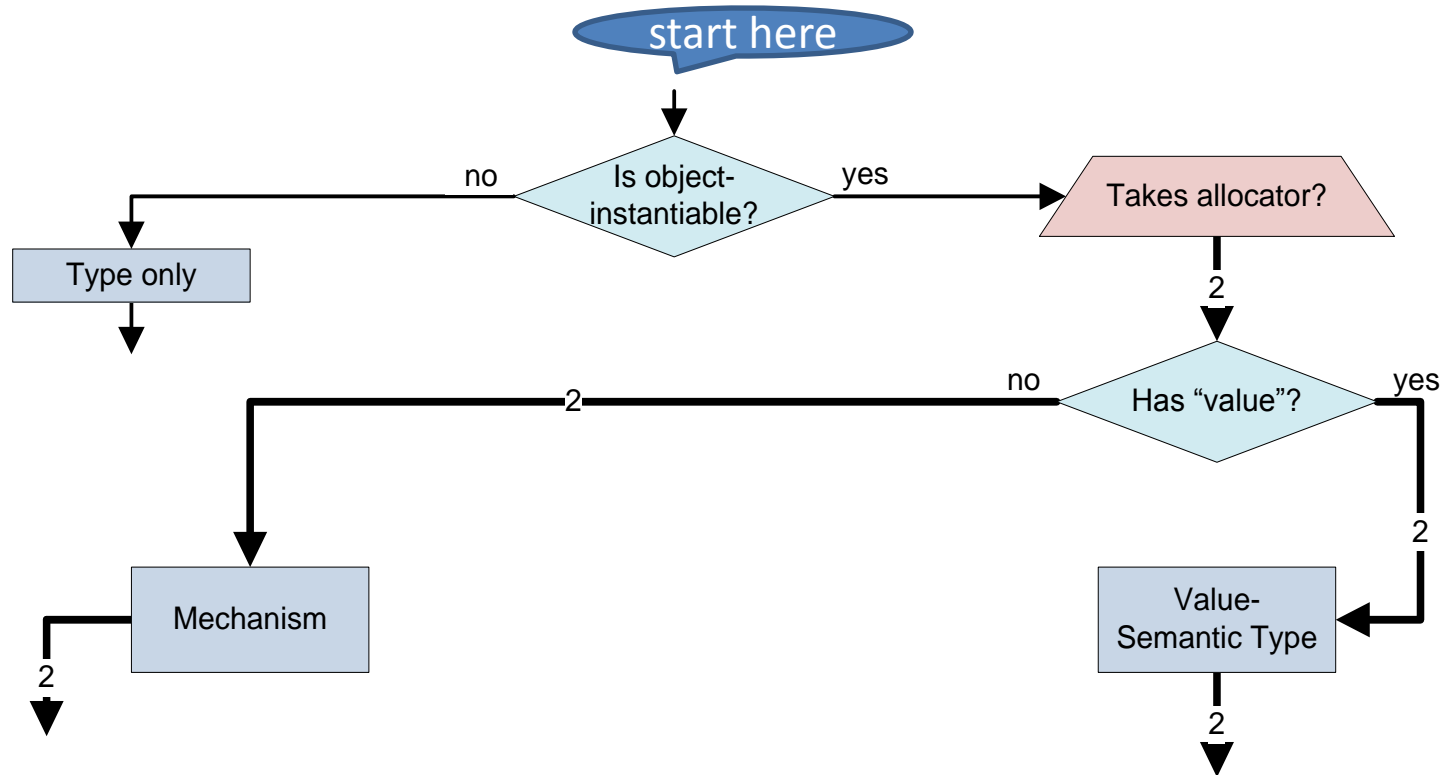 start here
no
Is object-
instantiable?
yes
Takes allocator?
Type only
2
no
Has “value”?
yes
2
2
Mechanism
Value-
Semantic Type
2
2